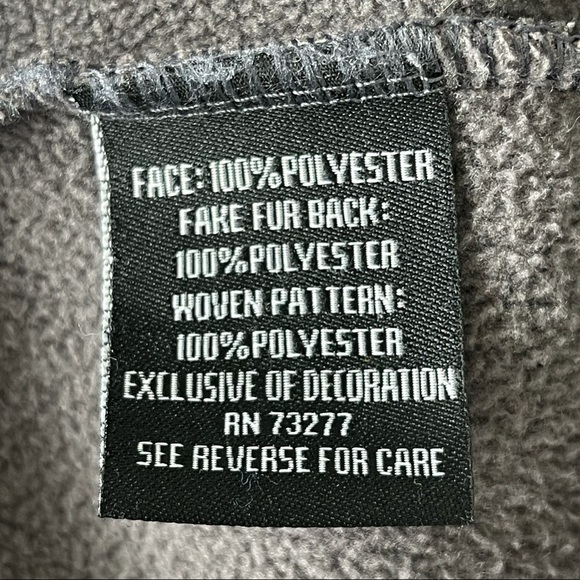 FACE: 100% POLYESTER
FAKE FUR BACK:
100% POLYESTER
WOVEN PATTERN:
100% POLYESTER
EXCLUSIVE OF DECORATION
RN 73277
SEE REVERSE FOR CARE